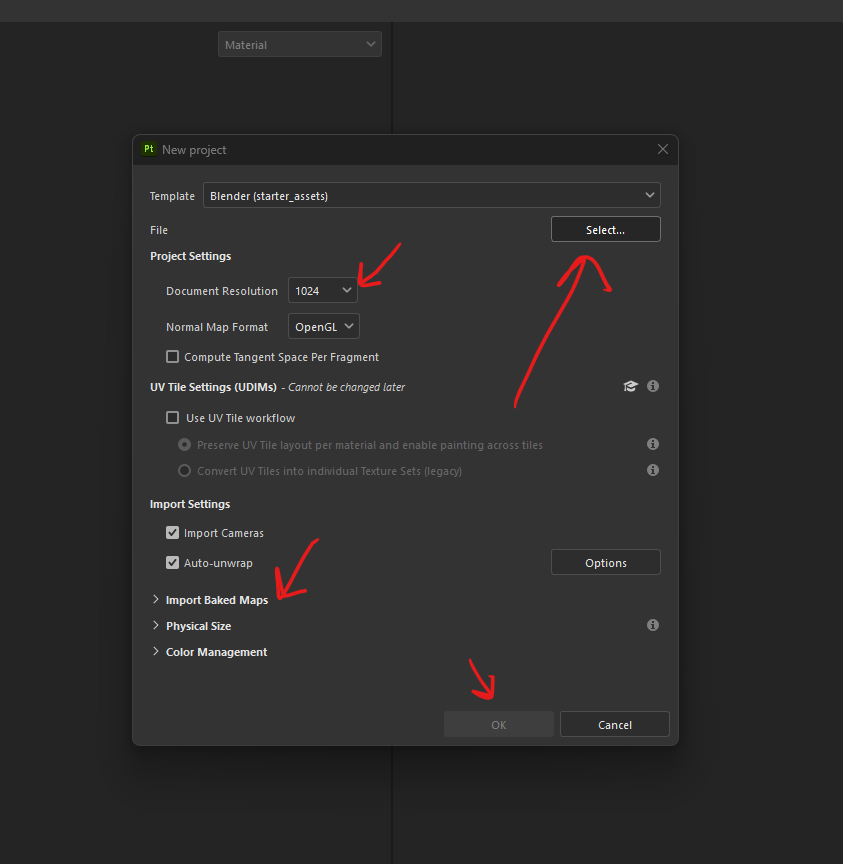 Material
Pt New project
Template Blender (starter_assets)
File Select...
Project Settings
Document Resolution 1024
Normal Map Format OpenGL
Compute Tangent Space Per Fragment
UV Tile Settings (UDIMs) - Cannot be changed later
Use UV Tile workflow
Preserve UV Tile layout per material and enable painting across tiles
Convert UV Tiles into individual Texture Sets (legacy)
Import Settings
Import Cameras
Auto-unwrap Options
Import Baked Maps
Physical Size
Color Management
OK Cancel